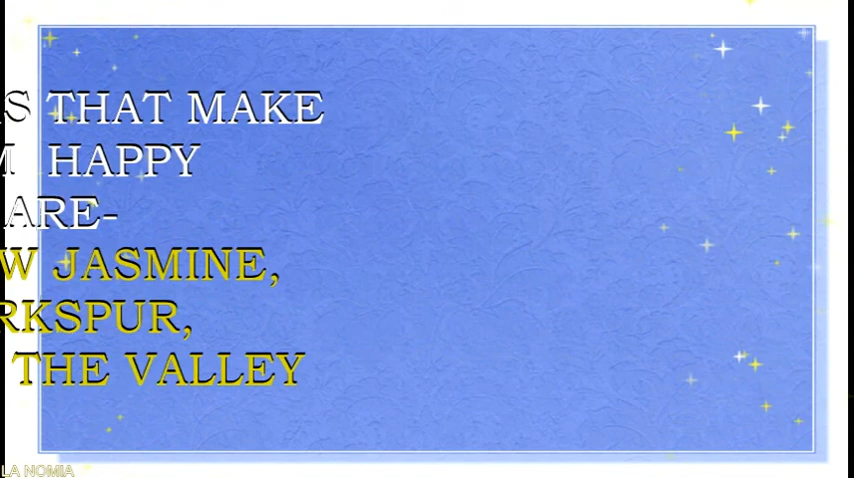 S THAT MAKE
M HAPPY
ARE-
W JASMINE,
RKSPUR,
THE VALLEY
LA NOMIA